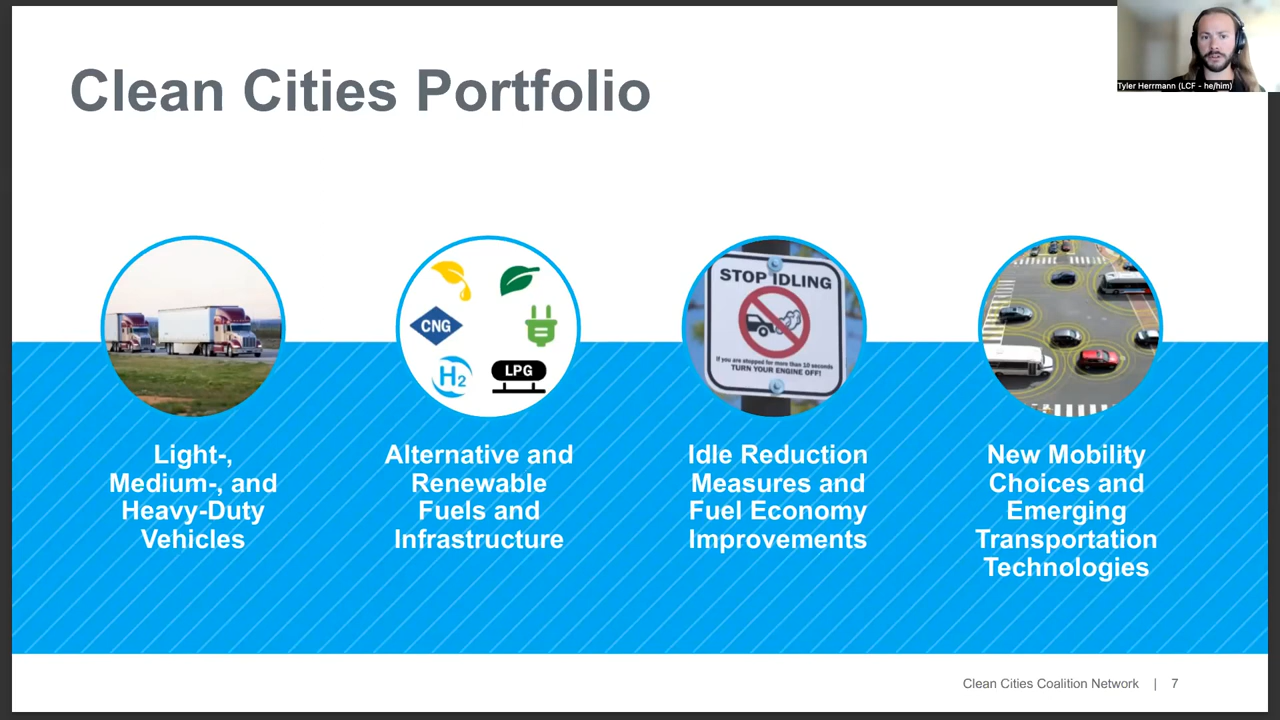 Clean Cities Portfolio
Tyler Herrmann (LCF - he/him)
CNG
H2
LPG
STOP IDLING
If you are stopped for more than 10 seconds
TURN YOUR ENGINE OFF!
Light-,
Medium-, and
Heavy-Duty
Vehicles
Alternative and
Renewable
Fuels and
Infrastructure
Idle Reduction
Measures and
Fuel Economy
Improvements
New Mobility
Choices and
Emerging
Transportation
Technologies
Clean Cities Coalition Network | 7